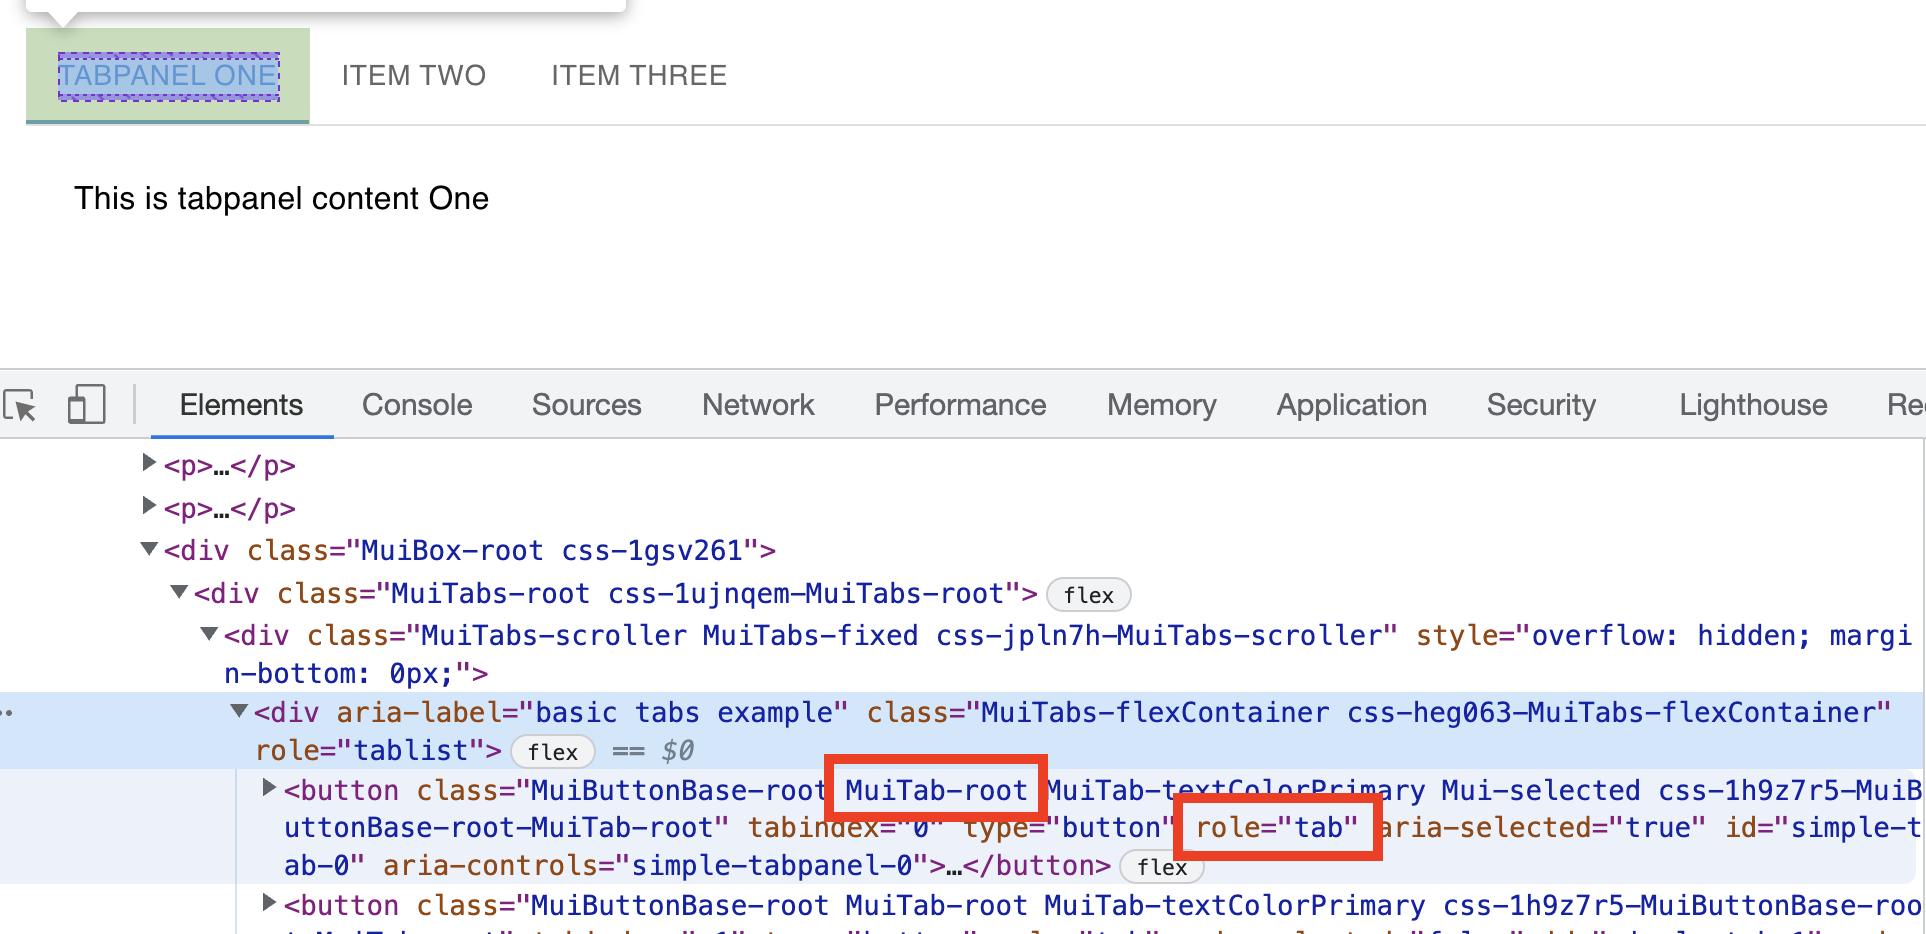 TABPANEL ONE ITEM TWO ITEM THREE
This is tabpanel content One
Elements Console Sources Network Performance Memory Application Security Lighthouse
<p>…</p>
<p>…</p>
<div class="MuiBox-root css-1gsv261">
<div class="MuiTabs-root css-1ujnqem-MuiTabs-root"> flex
<div class="MuiTabs-scroller MuiTabs-fixed css-jpln7h-MuiTabs-scroller" style="overflow: hidden; margi
n-bottom: 0px;">
<div aria-label="basic tabs example" class="MuiTabs-flexContainer css-heg063-MuiTabs-flexContainer"
role="tablist"> flex == $0
<button class="MuiButtonBase-root MuiTab-root MuiTab-textColorPrimary Mui-selected css-1h9z7r5-MuiB
uttonBase-root-MuiTab-root" tabindex="0" type="button" role="tab" aria-selected="true" id="simple-t
ab-0" aria-controls="simple-tabpanel-0">…</button> flex
<button class="MuiButtonBase-root MuiTab-root MuiTab-textColorPrimary css-1h9z7r5-MuiButtonBase-roo